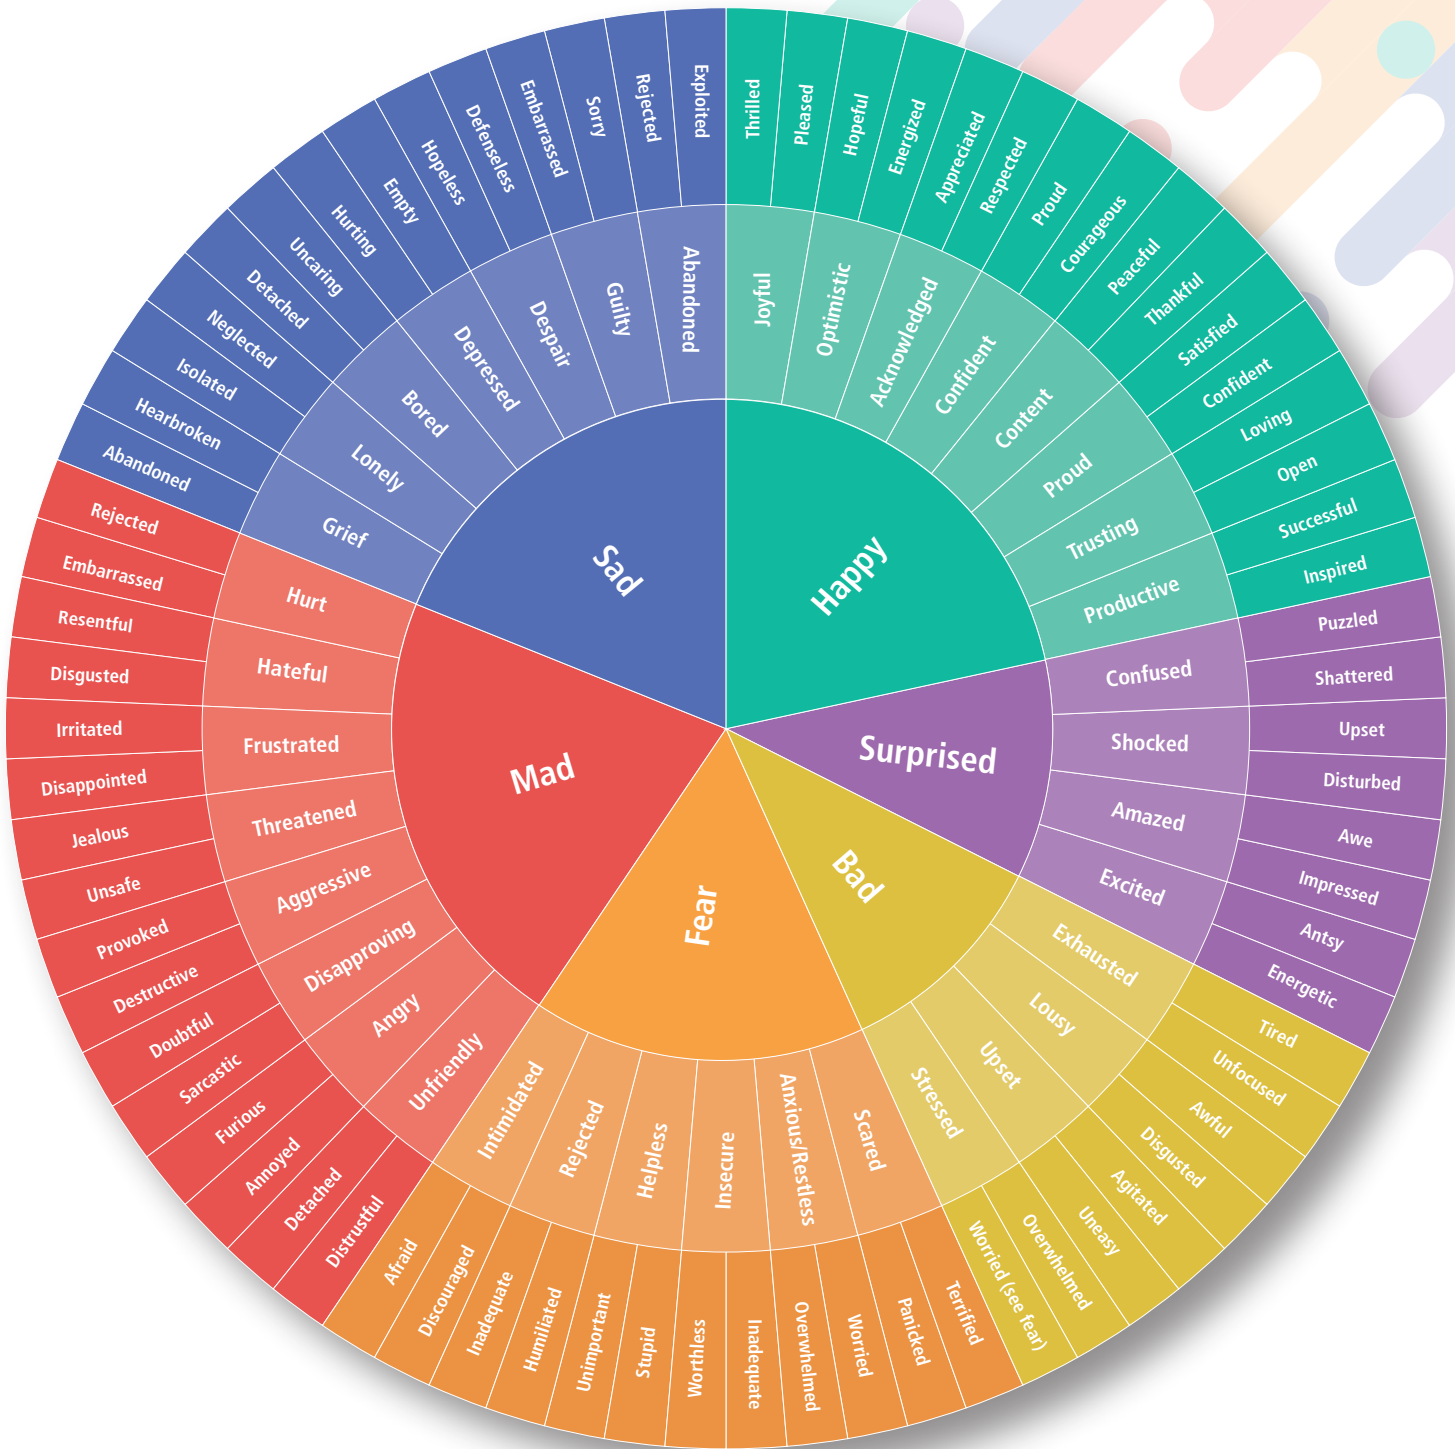 Happy
Joyful
Thrilled
Pleased
Optimistic
Hopeful
Energized
Acknowledged
Appreciated
Respected
Confident
Proud
Courageous
Content
Peaceful
Thankful
Proud
Satisfied
Confident
Trusting
Loving
Open
Productive
Successful
Inspired
Surprised
Confused
Puzzled
Shattered
Shocked
Upset
Disturbed
Amazed
Awe
Impressed
Excited
Antsy
Energetic
Bad
Exhausted
Tired
Unfocused
Lousy
Awful
Disgusted
Upset
Agitated
Uneasy
Stressed
Overwhelmed
Worried (see fear)
Fear
Scared
Terrified
Panicked
Anxious/Restless
Worried
Overwhelmed
Insecure
Inadequate
Worthless
Helpless
Stupid
Unimportant
Rejected
Humiliated
Inadequate
Intimidated
Discouraged
Afraid
Mad
Unfriendly
Distrustful
Detached
Angry
Annoyed
Furious
Disapproving
Sarcastic
Doubtful
Aggressive
Destructive
Provoked
Threatened
Unsafe
Jealous
Frustrated
Disappointed
Irritated
Hateful
Disgusted
Resentful
Hurt
Embarrassed
Rejected
Sad
Grief
Abandoned
Hearbroken
Lonely
Isolated
Neglected
Bored
Detached
Uncaring
Depressed
Hurting
Empty
Despair
Hopeless
Defenseless
Guilty
Embarrassed
Sorry
Abandoned
Rejected
Exploited